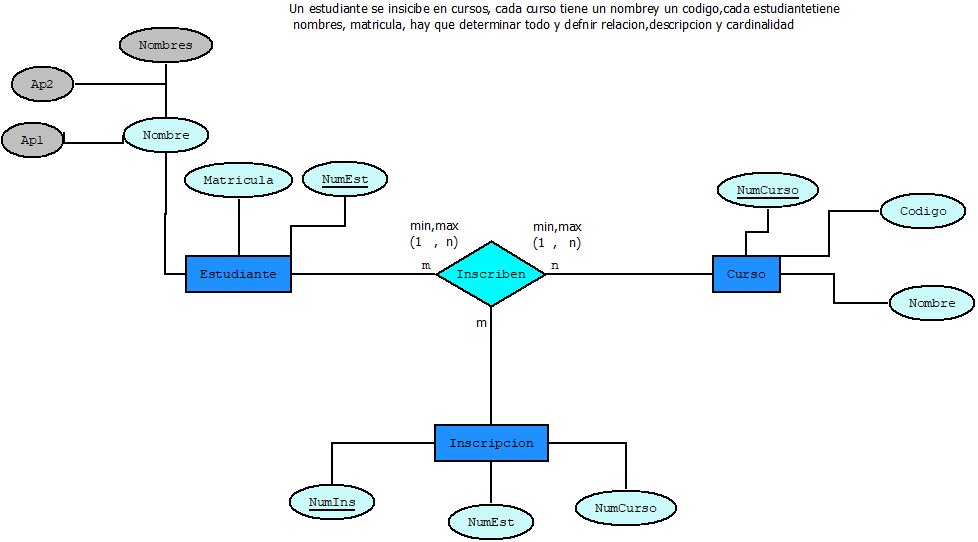 Un estudiante se insicibe en cursos, cada curso tiene un nombrey un codigo,cada estudiantetiene
nombres, matricula, hay que determinar todo y defnir relacion,descripcion y cardinalidad
Nombres
Ap2
Ap1
Nombre
Matricula
NumEst
NumCurso
Codigo
min,max
(1 , n)
min,max
(1 , n)
m
n
Estudiante
Inscriben
Curso
Nombre
m
Inscripcion
NumIns
NumEst
NumCurso